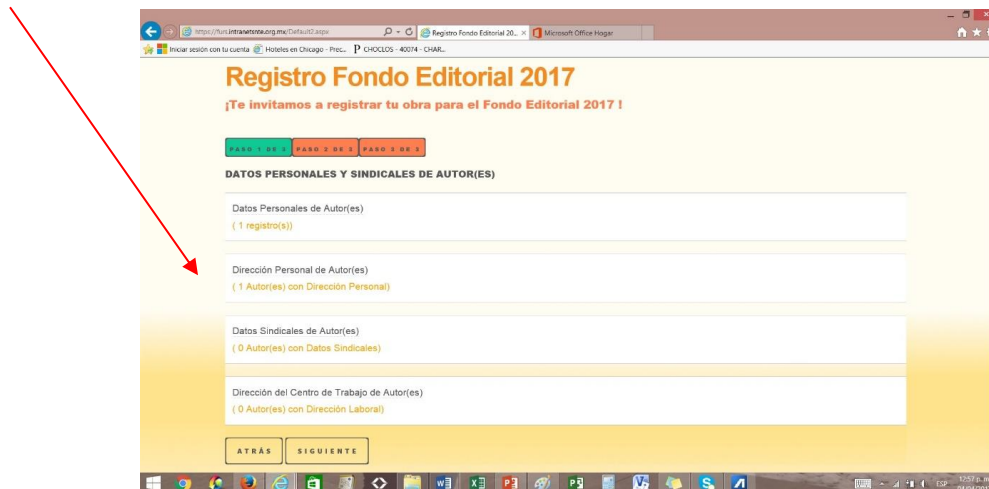 https://furs.intranetsnte.org.mx/Default2.aspx
Registro Fondo Editorial 20...
Microsoft Office Hogar
Iniciar sesión con tu cuenta
Hoteles en Chicago - Prec...
CHOCLOS - 40074 - CHAR...
Registro Fondo Editorial 2017
¡Te invitamos a registrar tu obra para el Fondo Editorial 2017 !
PASO 1 DE 3
PASO 2 DE 3
PASO 3 DE 3
DATOS PERSONALES Y SINDICALES DE AUTOR(ES)
Datos Personales de Autor(es)
( 1 registro(s))
Dirección Personal de Autor(es)
( 1 Autor(es) con Dirección Personal)
Datos Sindicales de Autor(es)
( 0 Autor(es) con Datos Sindicales)
Dirección del Centro de Trabajo de Autor(es)
( 0 Autor(es) con Dirección Laboral)
ATRÁS
SIGUIENTE
ESP
12:57 p. m.